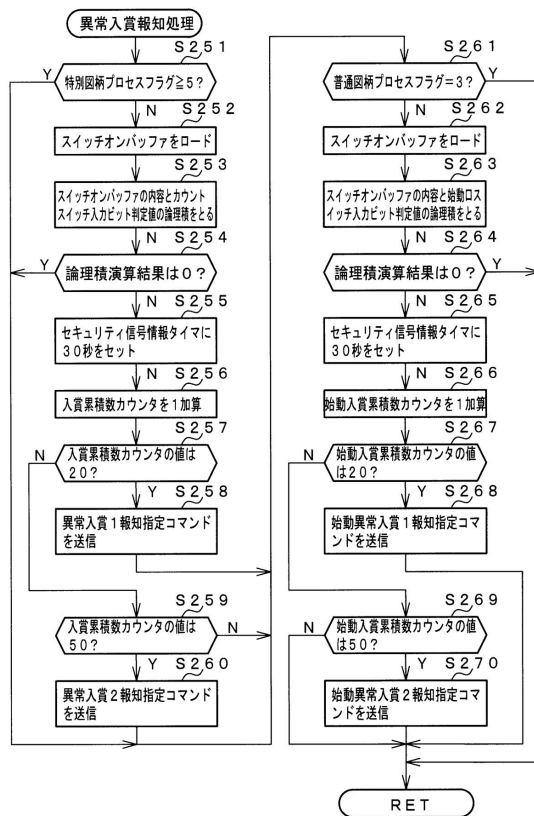 異常入賞報知処理
S251
Y
特別図柄プロセスフラグ≧5?
N
S252
スイッチオンバッファをロード
S253
スイッチオンバッファの内容とカウント
スイッチ入力ビット判定値の論理積をとる
N
S254
Y
論理積演算結果は0?
N
S255
セキュリティ信号情報タイマに
30秒をセット
N
S256
入賞累積数カウンタを1加算
S257
N
入賞累積数カウンタの値は
20?
Y
S258
異常入賞1報知指定コマンド
を送信
S259
入賞累積数カウンタの値は
50?
N
Y
S260
異常入賞2報知指定コマンド
を送信
S261
普通図柄プロセスフラグ=3?
Y
N
S262
スイッチオンバッファをロード
S263
スイッチオンバッファの内容と始動口ス
イッチ入力ビット判定値の論理積をとる
N
S264
論理積演算結果は0?
Y
N
S265
セキュリティ信号情報タイマに
30秒をセット
S266
始動入賞累積数カウンタを1加算
S267
N
始動入賞累積数カウンタの値
は20?
Y
S268
始動異常入賞1報知指定コマ
ンドを送信
S269
N
始動入賞累積数カウンタの値
は50?
Y
S270
始動異常入賞2報知指定コマ
ンドを送信
RET